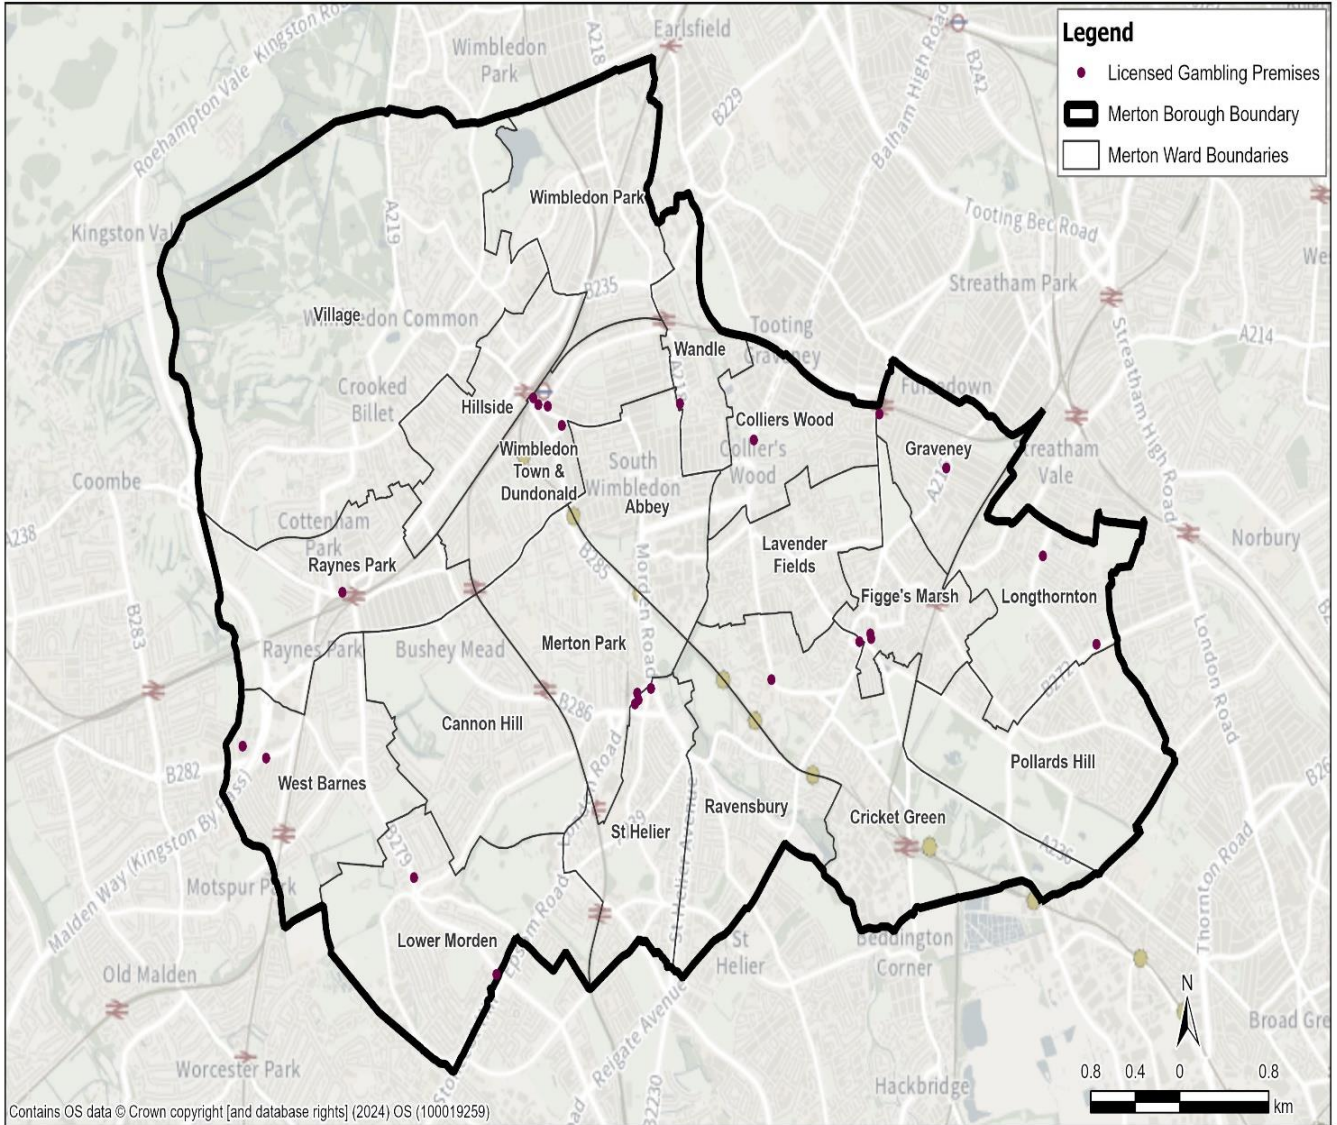 Legend
Licensed Gambling Premises
Merton Borough Boundary
Merton Ward Boundaries
Earlsfield
A218
Wimbledon
Park
B242
B229
Balham High Road
Roehampton Vale
Kingston
Wimbledon Park
Tooting Bec Road
Kingston Val
A219
Streatham Park
B235
Village
Wimbledon Common
Tooting
Graveney
A214
Wandle
Crooked
Billet
Furzedown
Hillside
Colliers Wood
Collier's
Wood
Graveney
Streatham
Vale
Streatham High Road
Wimbledon
Town &
Dundonald
South
Wimbledon
Abbey
Coombe
A238
Cottenham
Park
Norbury
Lavender
Fields
Raynes Park
B285
Figge's Marsh
Longthornton
B283
Morden Road
Merton Park
Raynes Park
Bushey Mead
B272
London Road
B286
Cannon Hill
Pollards Hill
B282
West Barnes
Ravensbury
Cricket Green
St Helier
B279
A236
Malden Way (Kingston By Pass)
Motspur Park
Thornton Road
Lower Morden
Epsom Road
St
Helier
Beddington
Corner
Old Malden
N
Reigate Avenue
Broad Gre
Worcester Park
Hackbridge
B2230
0.8 0.4 0 0.8
km
Contains OS data © Crown copyright [and database rights] (2024) OS (100019259)